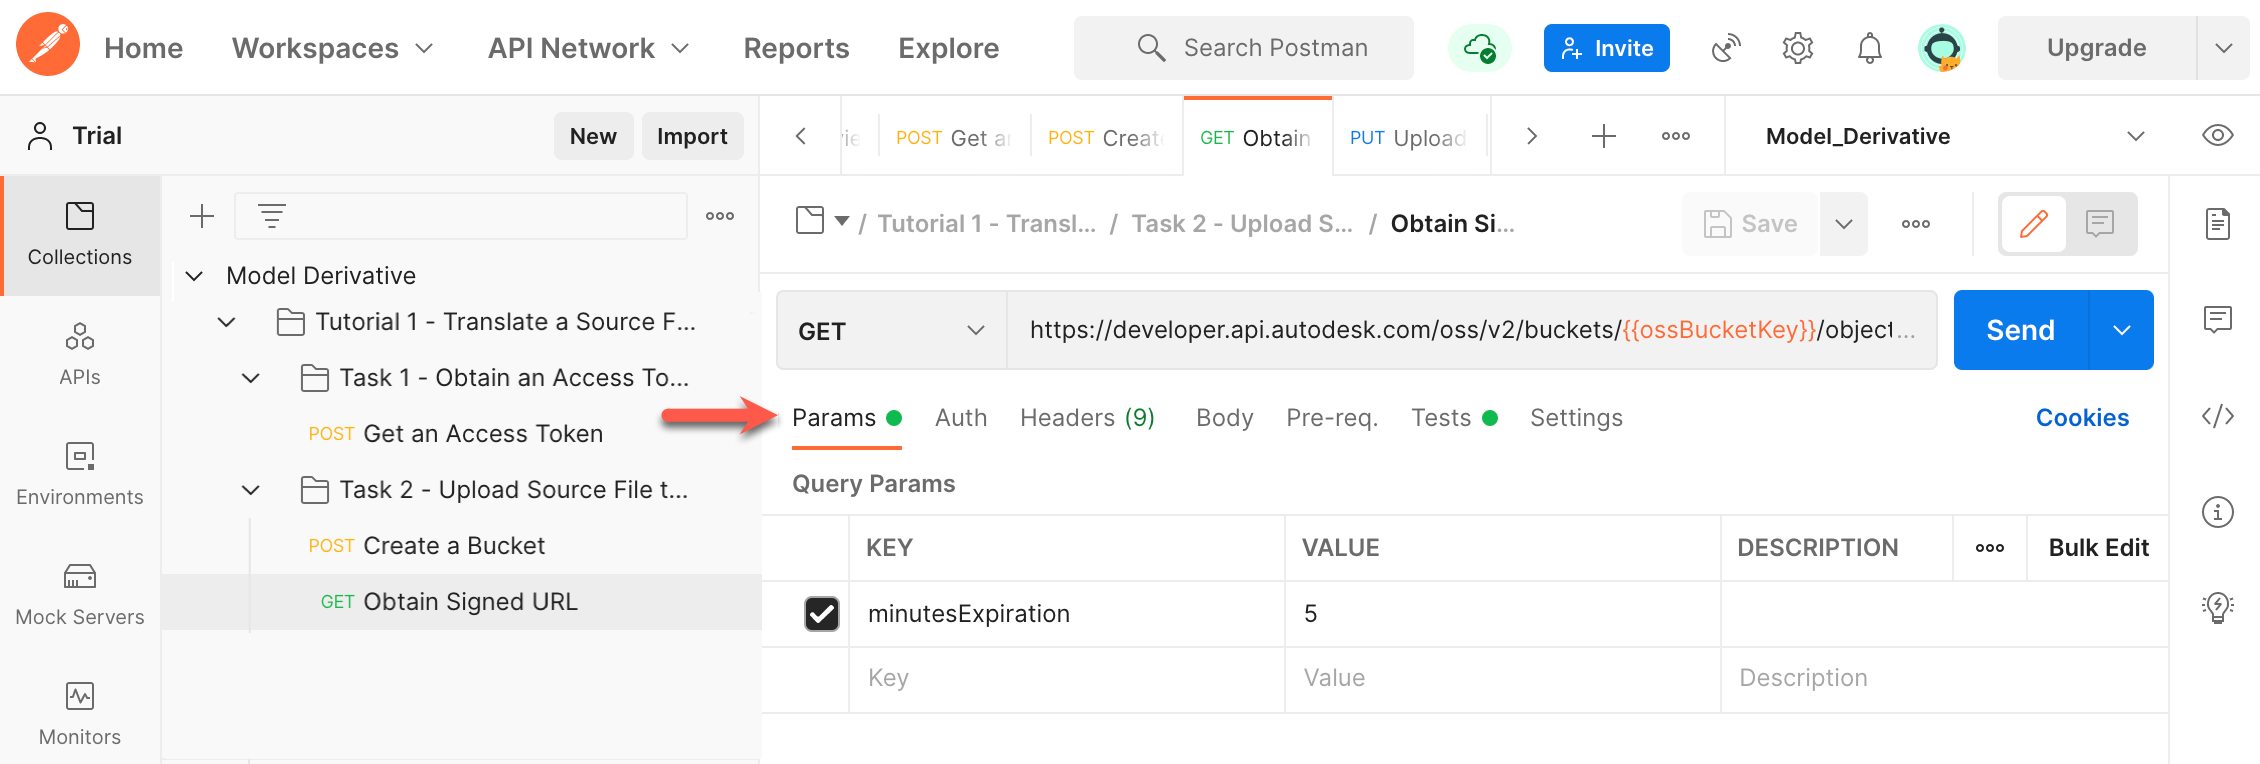 Home Workspaces API Network Reports Explore Search Postman Invite Upgrade
Trial New Import
POST Get POST Creat GET Obtain PUT Upload Model_Derivative
Collections
APIs
Environments
Mock Servers
Monitors
Model Derivative
Tutorial 1 - Translate a Source F...
Task 1 - Obtain an Access To...
POST Get an Access Token
Task 2 - Upload Source File t...
POST Create a Bucket
GET Obtain Signed URL
/ Tutorial 1 - Transl... / Task 2 - Upload S... / Obtain Si... Save
GET https://developer.api.autodesk.com/oss/v2/buckets/{{ossBucketKey}}/object... Send
Params Auth Headers (9) Body Pre-req. Tests Settings Cookies
Query Params
KEY VALUE DESCRIPTION Bulk Edit
minutesExpiration 5
Key Value Description